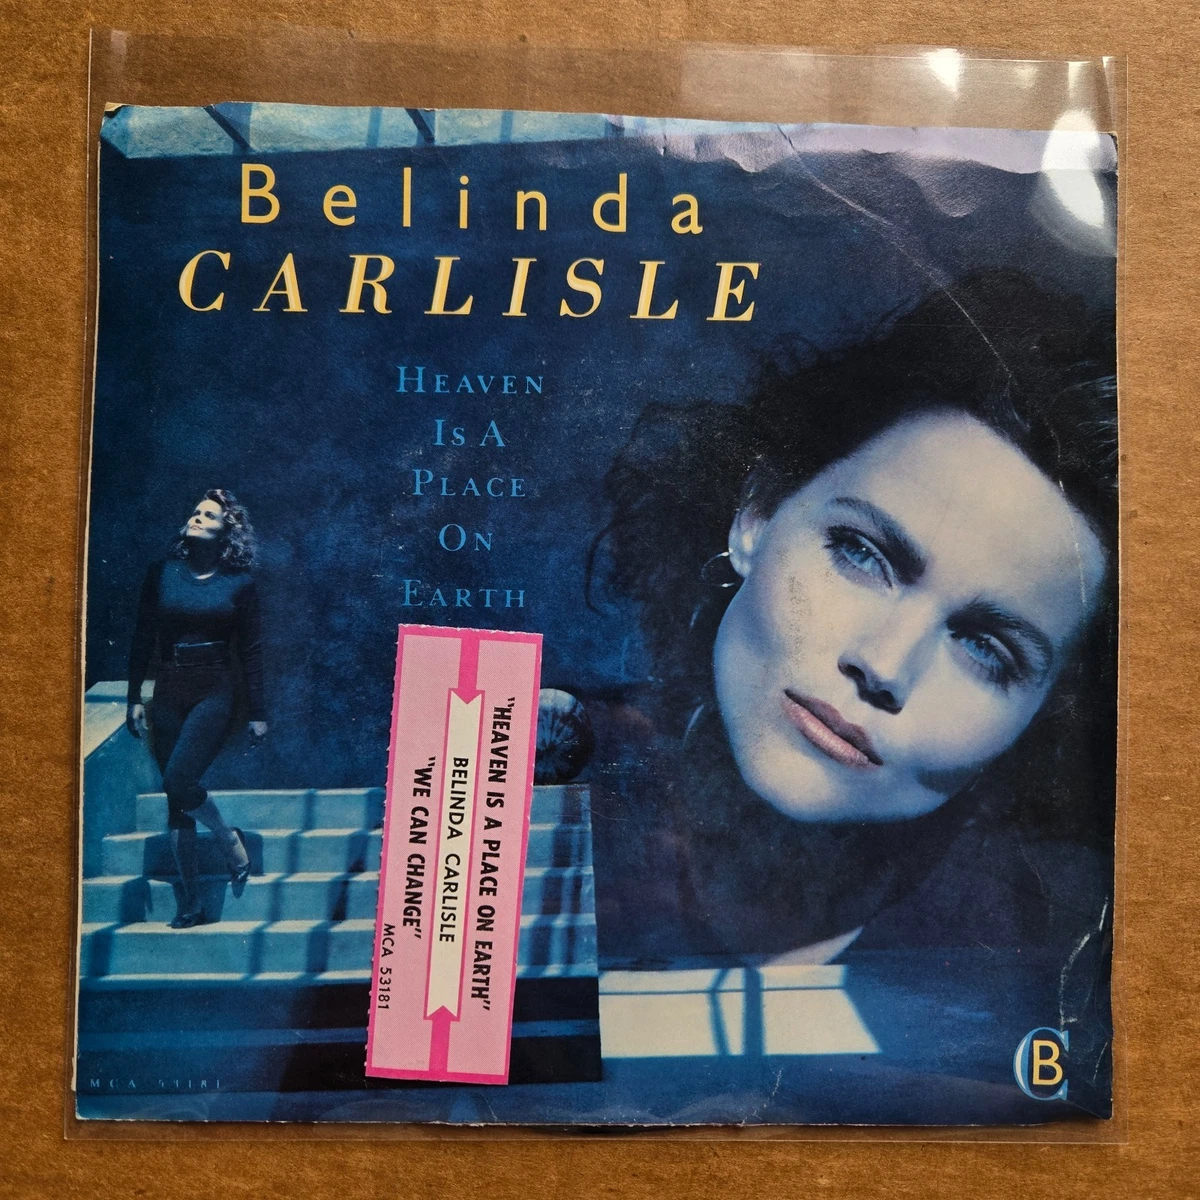 Belinda
CARLISLE
HEAVEN
IS A
PLACE
ON
EARTH
"HEAVEN IS A PLACE ON EARTH"
BELINDA CARLISLE
"WE CAN CHANGE"
MCA 53181
MCA 53181
CB